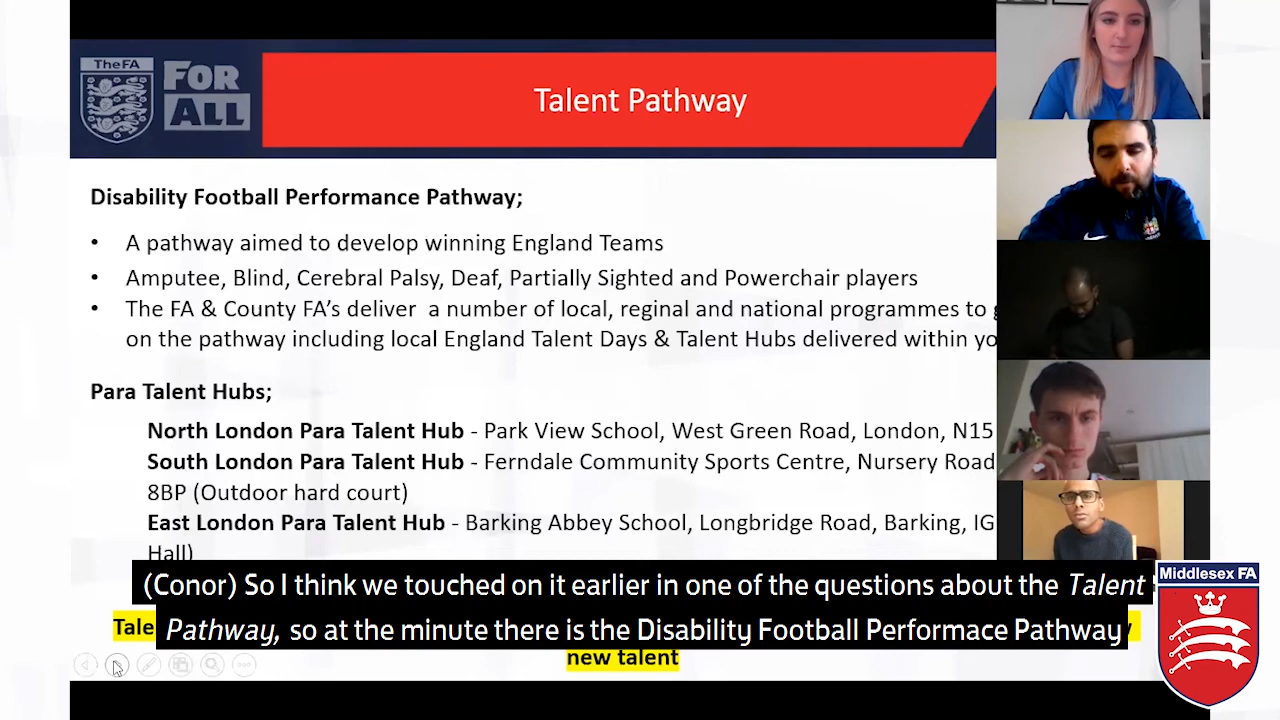 TheFA
FOR
ALL
Talent Pathway
Disability Football Performance Pathway;
• A pathway aimed to develop winning England Teams
• Amputee, Blind, Cerebral Palsy, Deaf, Partially Sighted and Powerchair players
• The FA & County FA’s deliver a number of local, reginal and national programmes to
on the pathway including local England Talent Days & Talent Hubs delivered within
Para Talent Hubs;
North London Para Talent Hub - Park View School, West Green Road, London, N15
South London Para Talent Hub - Ferndale Community Sports Centre, Nursery Road
8BP (Outdoor hard court)
East London Para Talent Hub - Barking Abbey School, Longbridge Road, Barking, IG
Hall)
(Conor) So I think we touched on it earlier in one of the questions about the Talent
Pathway, so at the minute there is the Disability Football Performace Pathway
new talent
Middlesex FA